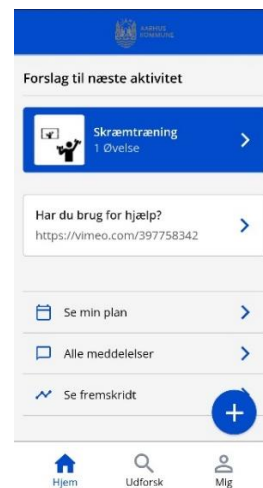 AARHUS
KOMMUNE
Forslag til næste aktivitet
Skræmtræning
1 Øvelse
Har du brug for hjælp?
https://vimeo.com/397758342
Se min plan
Alle meddelelser
Se fremskridt
Hjem
Udforsk
Mig